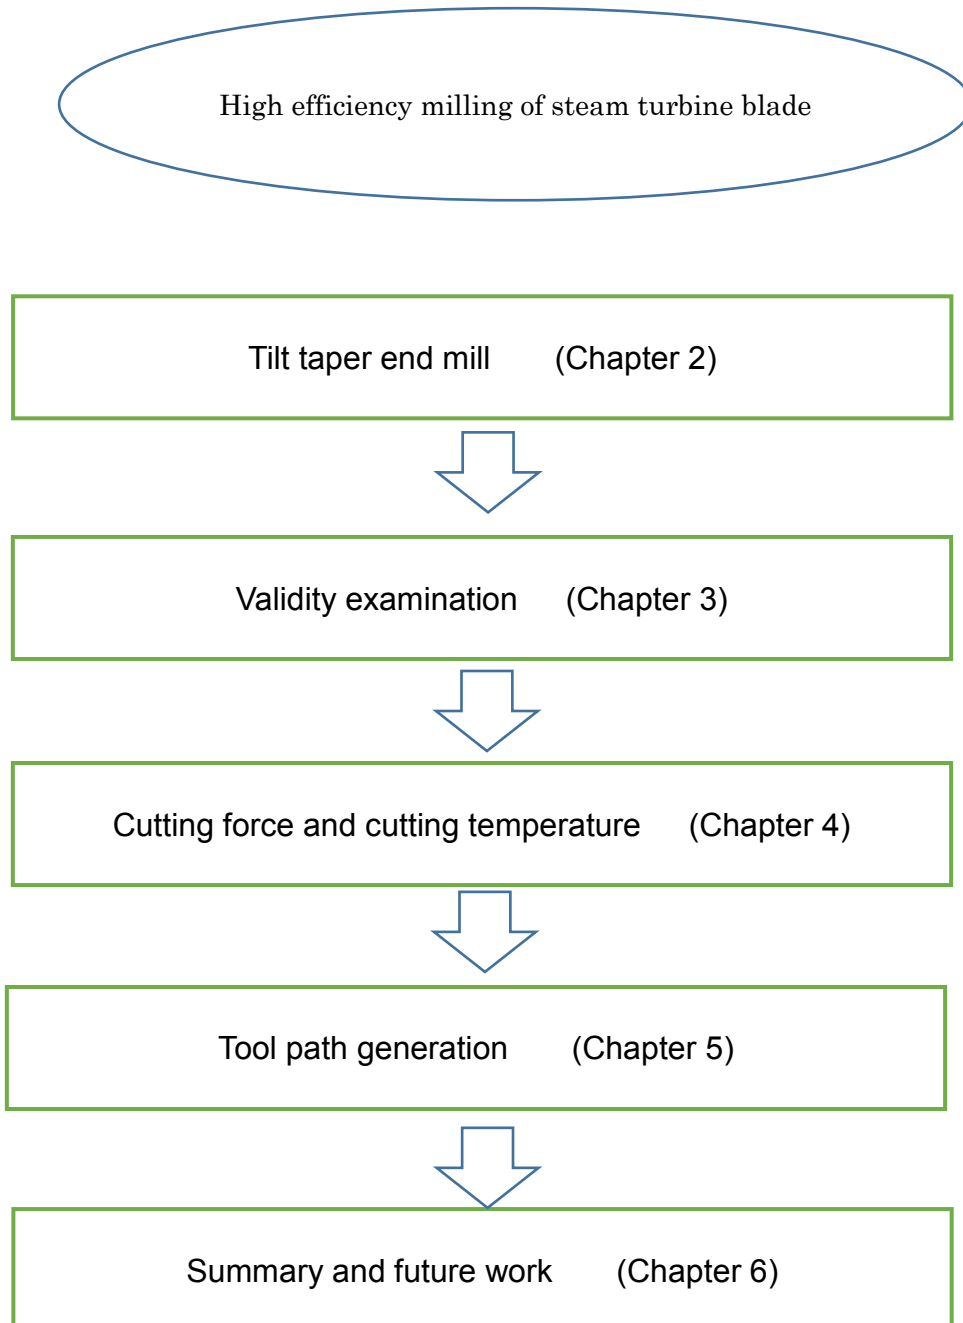 High efficiency milling of steam turbine blade
Tilt taper end mill (Chapter 2)
Validity examination (Chapter 3)
Cutting force and cutting temperature (Chapter 4)
Tool path generation (Chapter 5)
Summary and future work (Chapter 6)